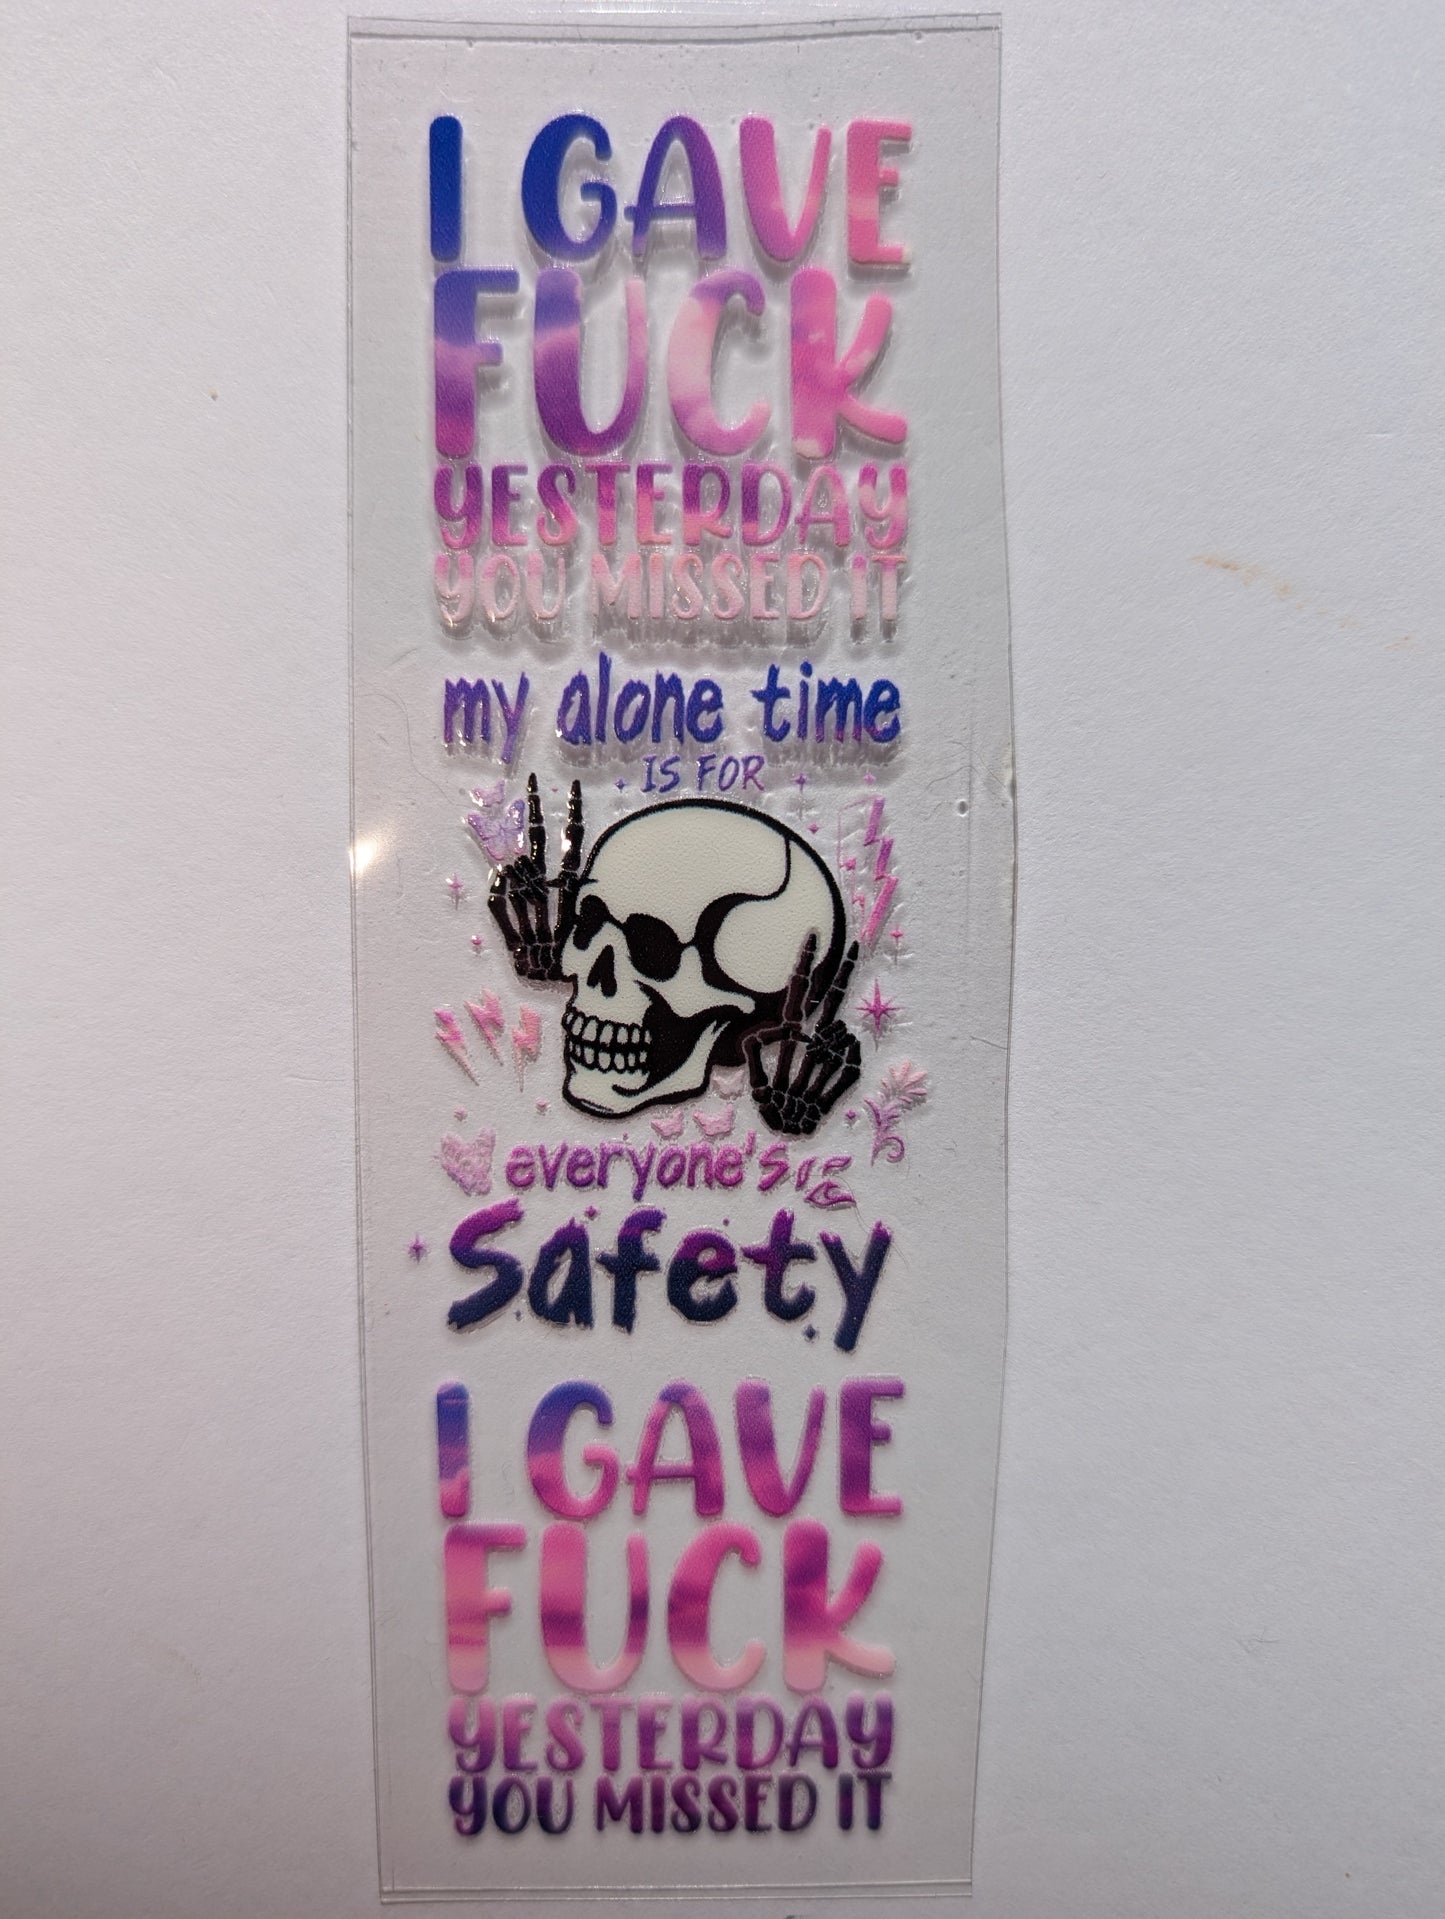 I GAVE
FUCK
YESTERDAY
YOU MISSED IT
my alone time
IS FOR
everyone's
Safety
I GAVE
FUCK
YESTERDAY
YOU MISSED IT